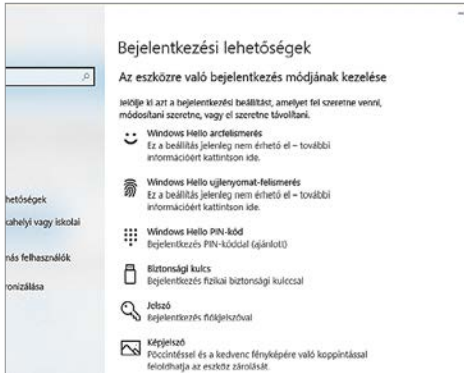 Bejelentkezési lehetőségek
Az eszközre való bejelentkezés módjának kezelése
Jelölje ki azt a bejelentkezési beállítást, amelyet fel szeretne venni,
módosítani szeretne, vagy el szeretne távolítani.
Windows Hello arcfelismerés
Ez a beállítás jelenleg nem érhető el – további
információért kattintson ide.
Windows Hello ujjlenyomat-felismerés
Ez a beállítás jelenleg nem érhető el – további
információért kattintson ide.
hetőségek
Windows Hello PIN-kód
Bejelentkezés PIN-kóddal (ajánlott)
kahelyi vagy iskolai
más felhasználók
Biztonsági kulcs
Bejelentkezés fizikai biztonsági kulccsal
ronizálása
Jelszó
Bejelentkezés fiókjelszóval
Képjelszó
Pöccintéssel és a kedvenc fényképére való koppintással
feloldhatja az eszköz zárolását.